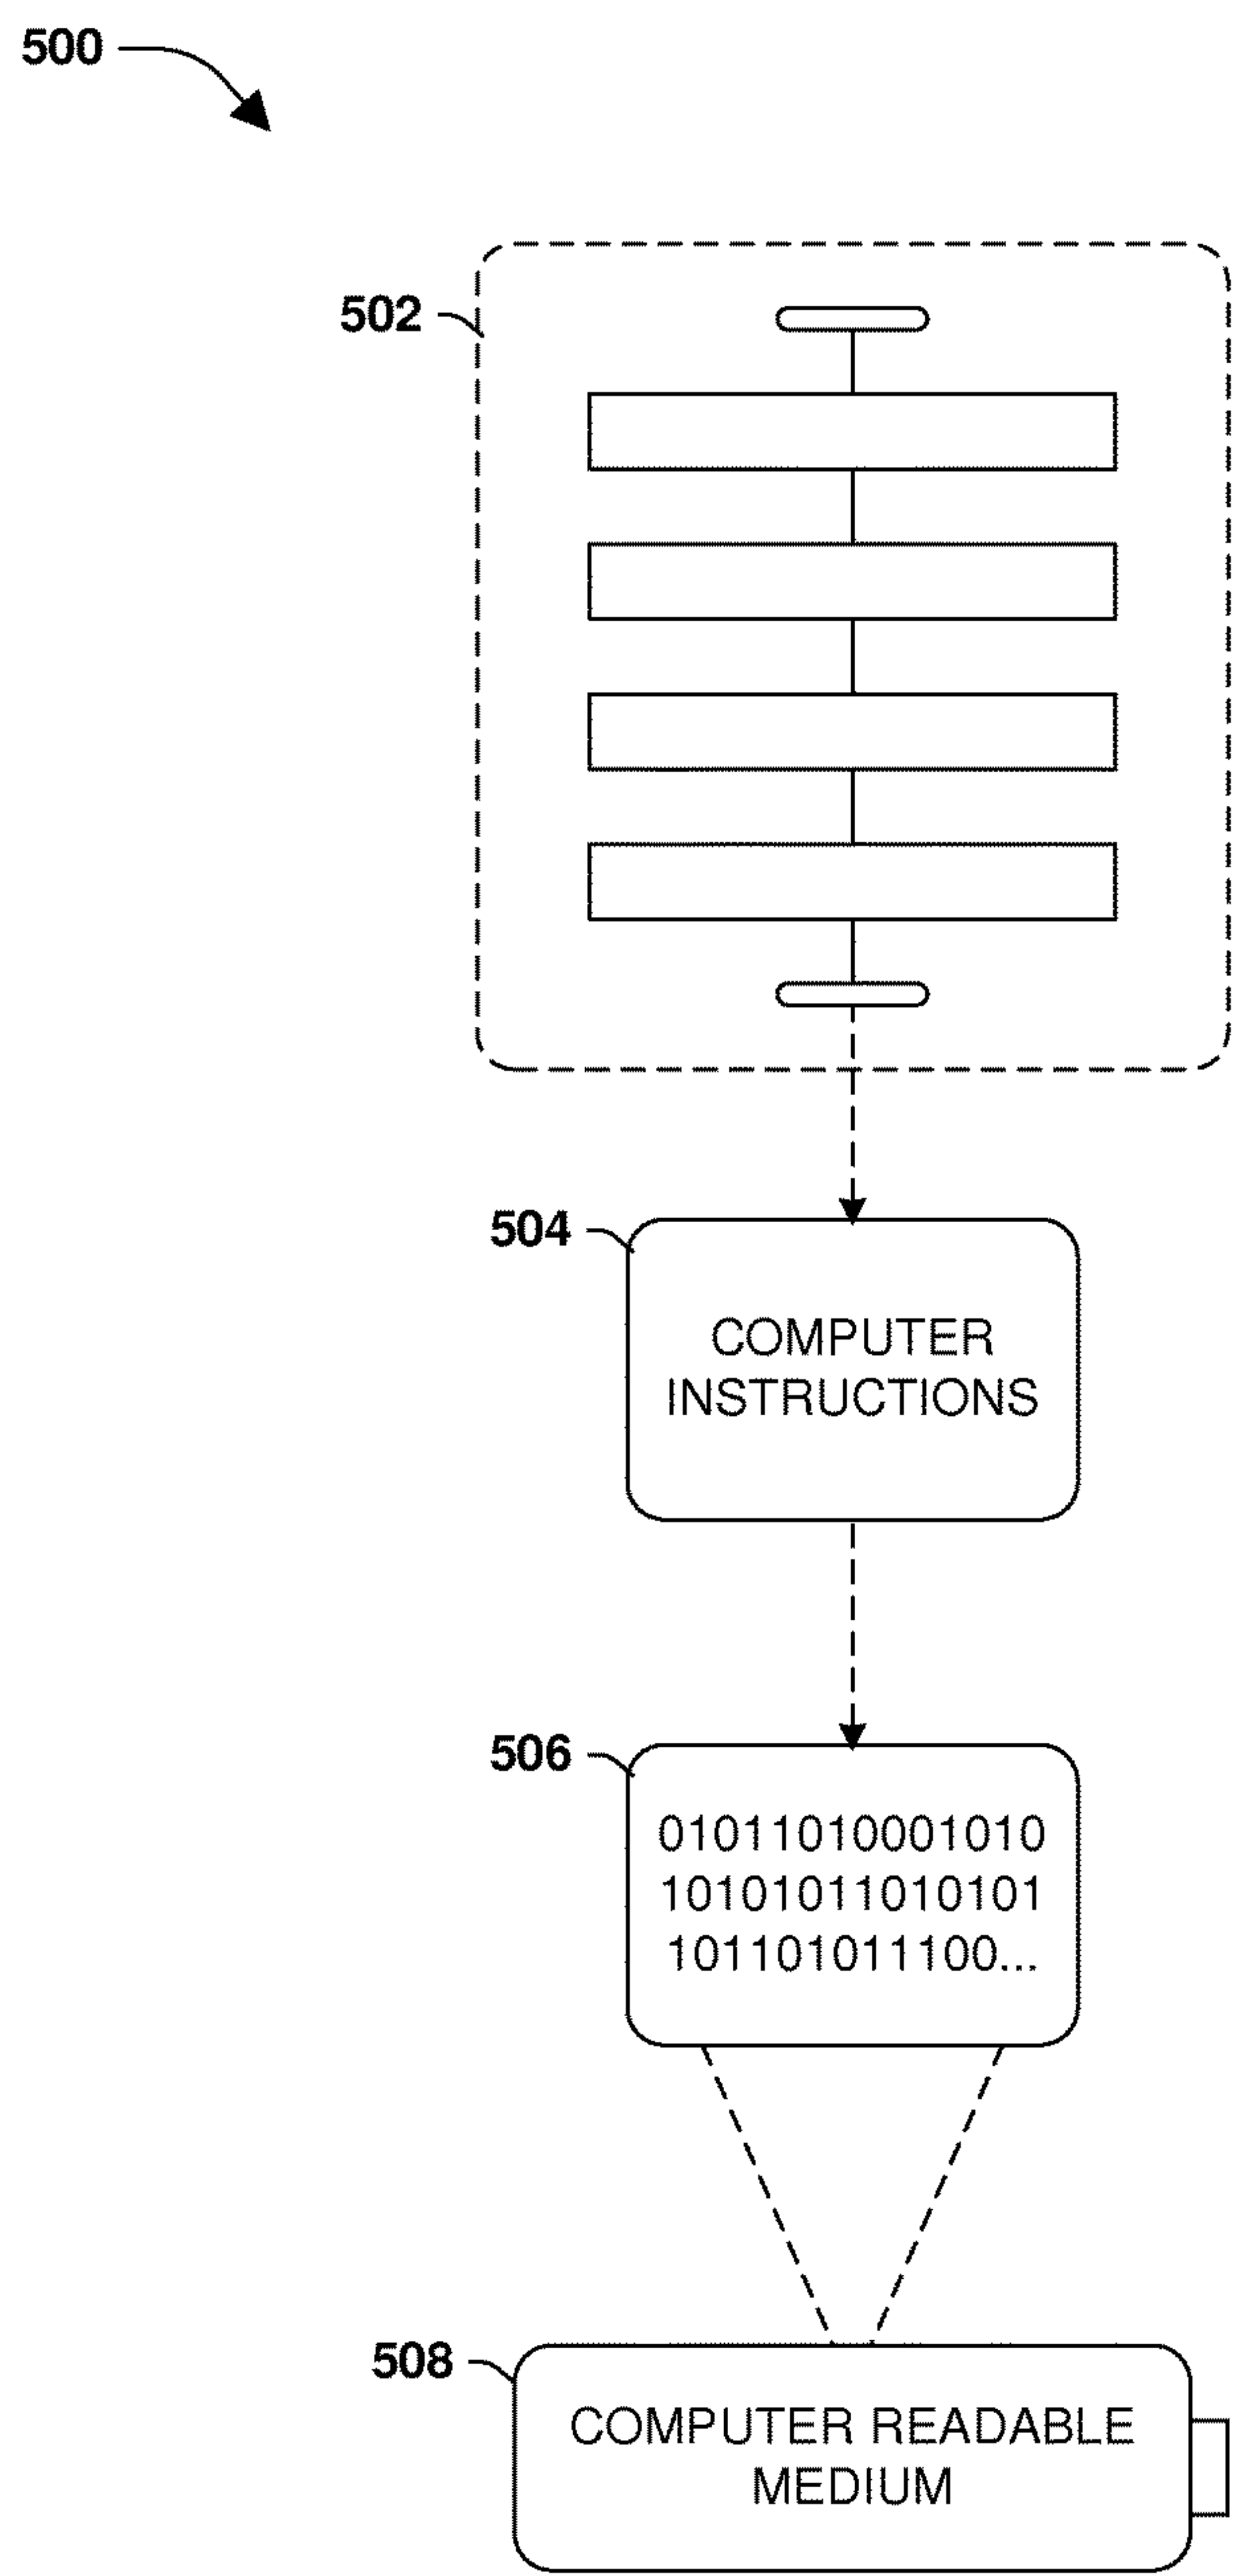 500
502
504
COMPUTER
INSTRUCTIONS
506
01011010001010
10101011010101
101101011100...
508
COMPUTER READABLE
MEDIUM